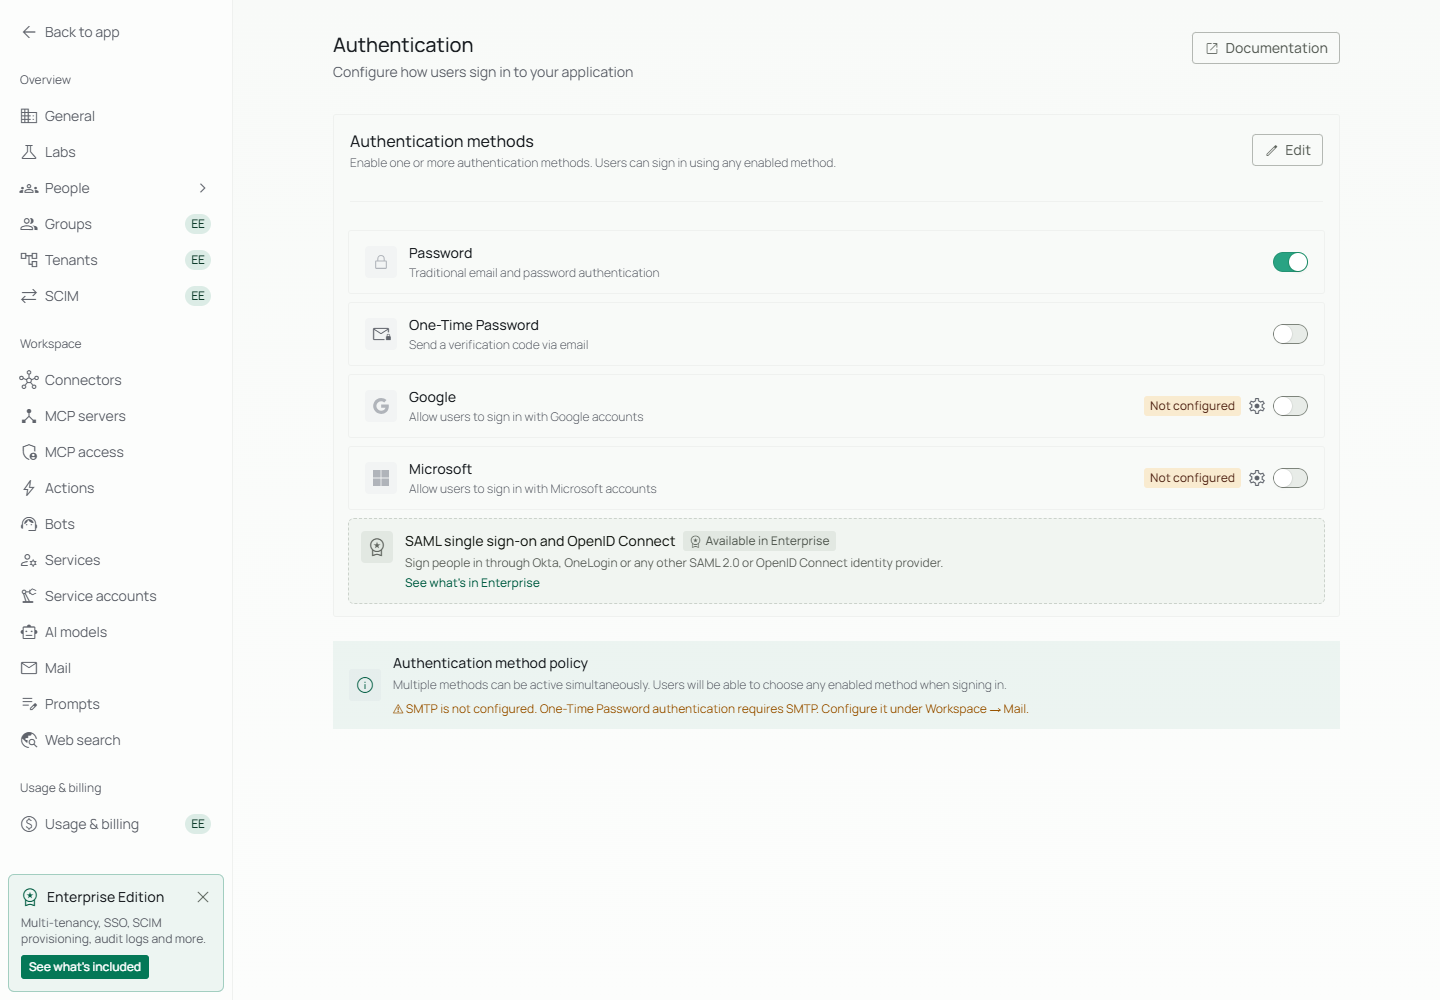 Back to app
Overview
General
Labs
People
Groups EE
Tenants EE
SCIM EE
Workspace
Connectors
MCP servers
MCP access
Actions
Bots
Services
Service accounts
AI models
Mail
Prompts
Web search
Usage & billing
Usage & billing EE
Enterprise Edition
Multi-tenancy, SSO, SCIM
provisioning, audit logs and more.
See what's included
Authentication
Configure how users sign in to your application
Documentation
Authentication methods
Enable one or more authentication methods. Users can sign in using any enabled method.
Edit
Password
Traditional email and password authentication
One-Time Password
Send a verification code via email
Google
Allow users to sign in with Google accounts
Not configured
Microsoft
Allow users to sign in with Microsoft accounts
Not configured
SAML single sign-on and OpenID Connect Available in Enterprise
Sign people in through Okta, OneLogin or any other SAML 2.0 or OpenID Connect identity provider.
See what's in Enterprise
Authentication method policy
Multiple methods can be active simultaneously. Users will be able to choose any enabled method when signing in.
⚠ SMTP is not configured. One-Time Password authentication requires SMTP. Configure it under Workspace → Mail.